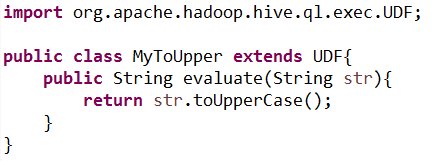 import org.apache.hadoop.hive.ql.exec.UDF;
public class MyToUpper extends UDF{
    public String evaluate(String str){
        return str.toUpperCase();
    }
}